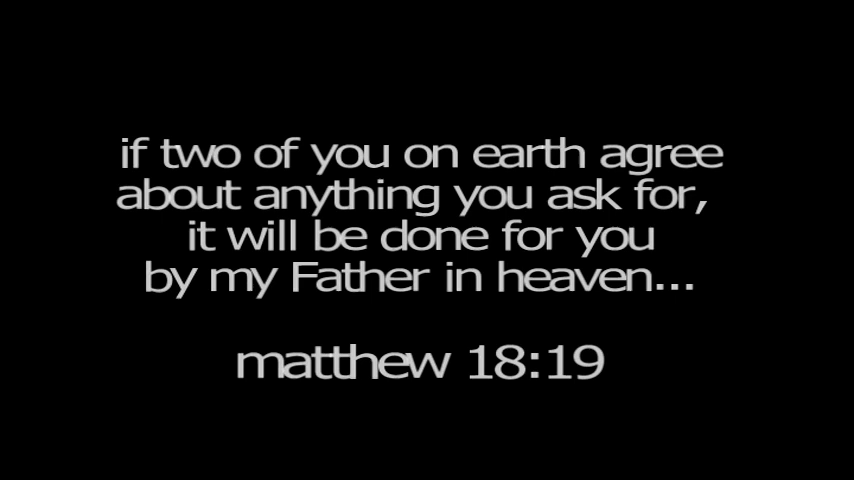 if two of you on earth agree
about anything you ask for,
it will be done for you
by my Father in heaven...
matthew 18:19